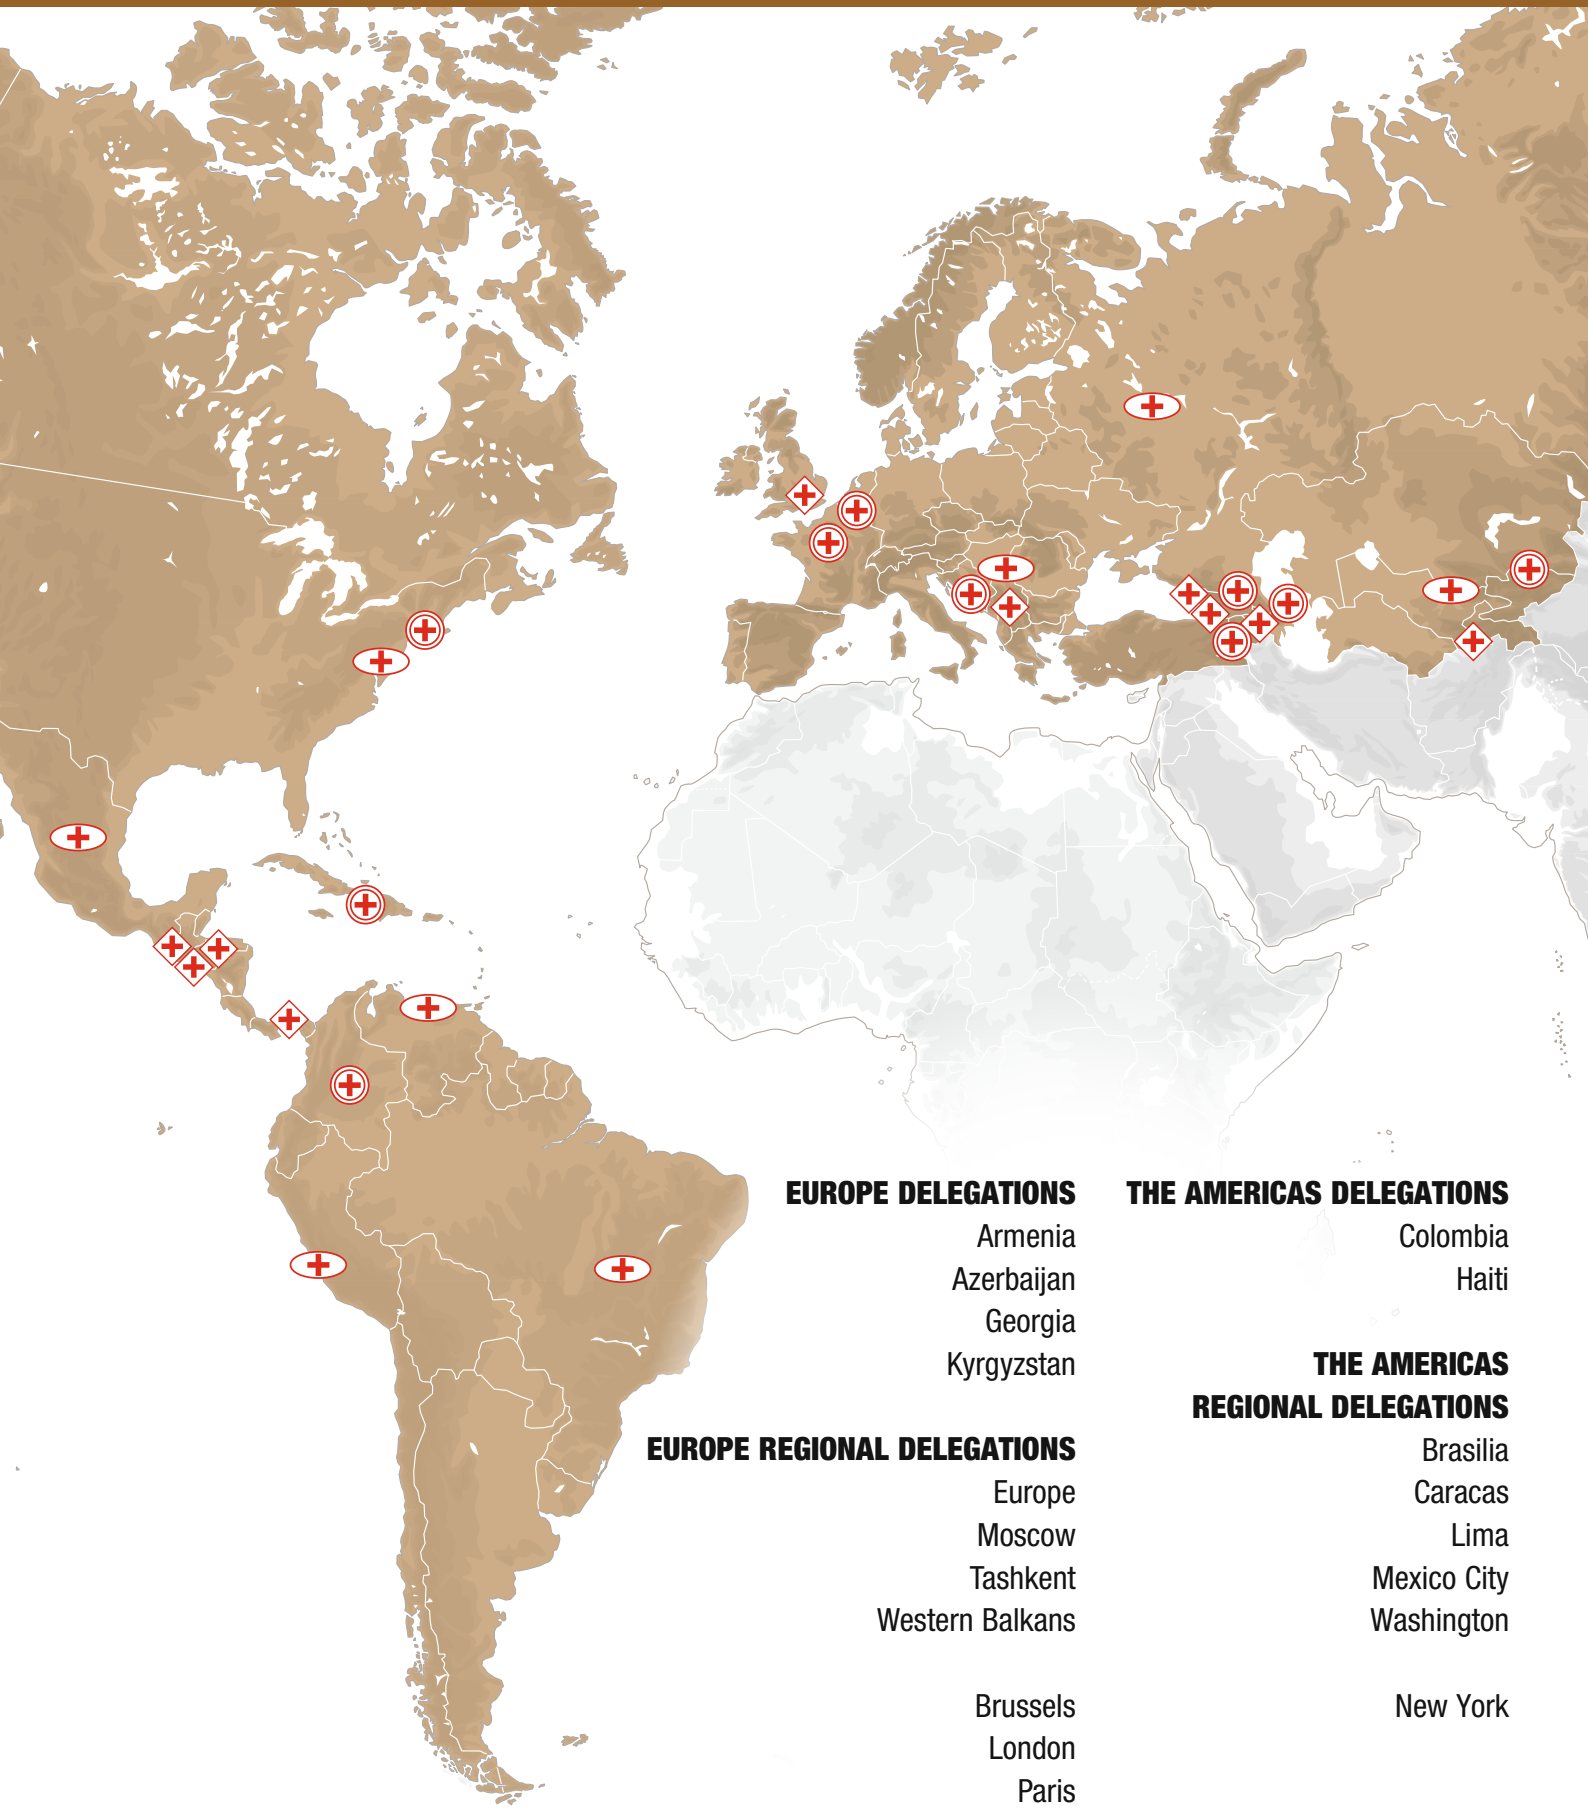 EUROPE DELEGATIONS
Armenia
Azerbaijan
Georgia
Kyrgyzstan
EUROPE REGIONAL DELEGATIONS
Europe
Moscow
Tashkent
Western Balkans
Brussels
London
Paris
THE AMERICAS DELEGATIONS
Colombia
Haiti
THE AMERICAS
REGIONAL DELEGATIONS
Brasilia
Caracas
Lima
Mexico City
Washington
New York